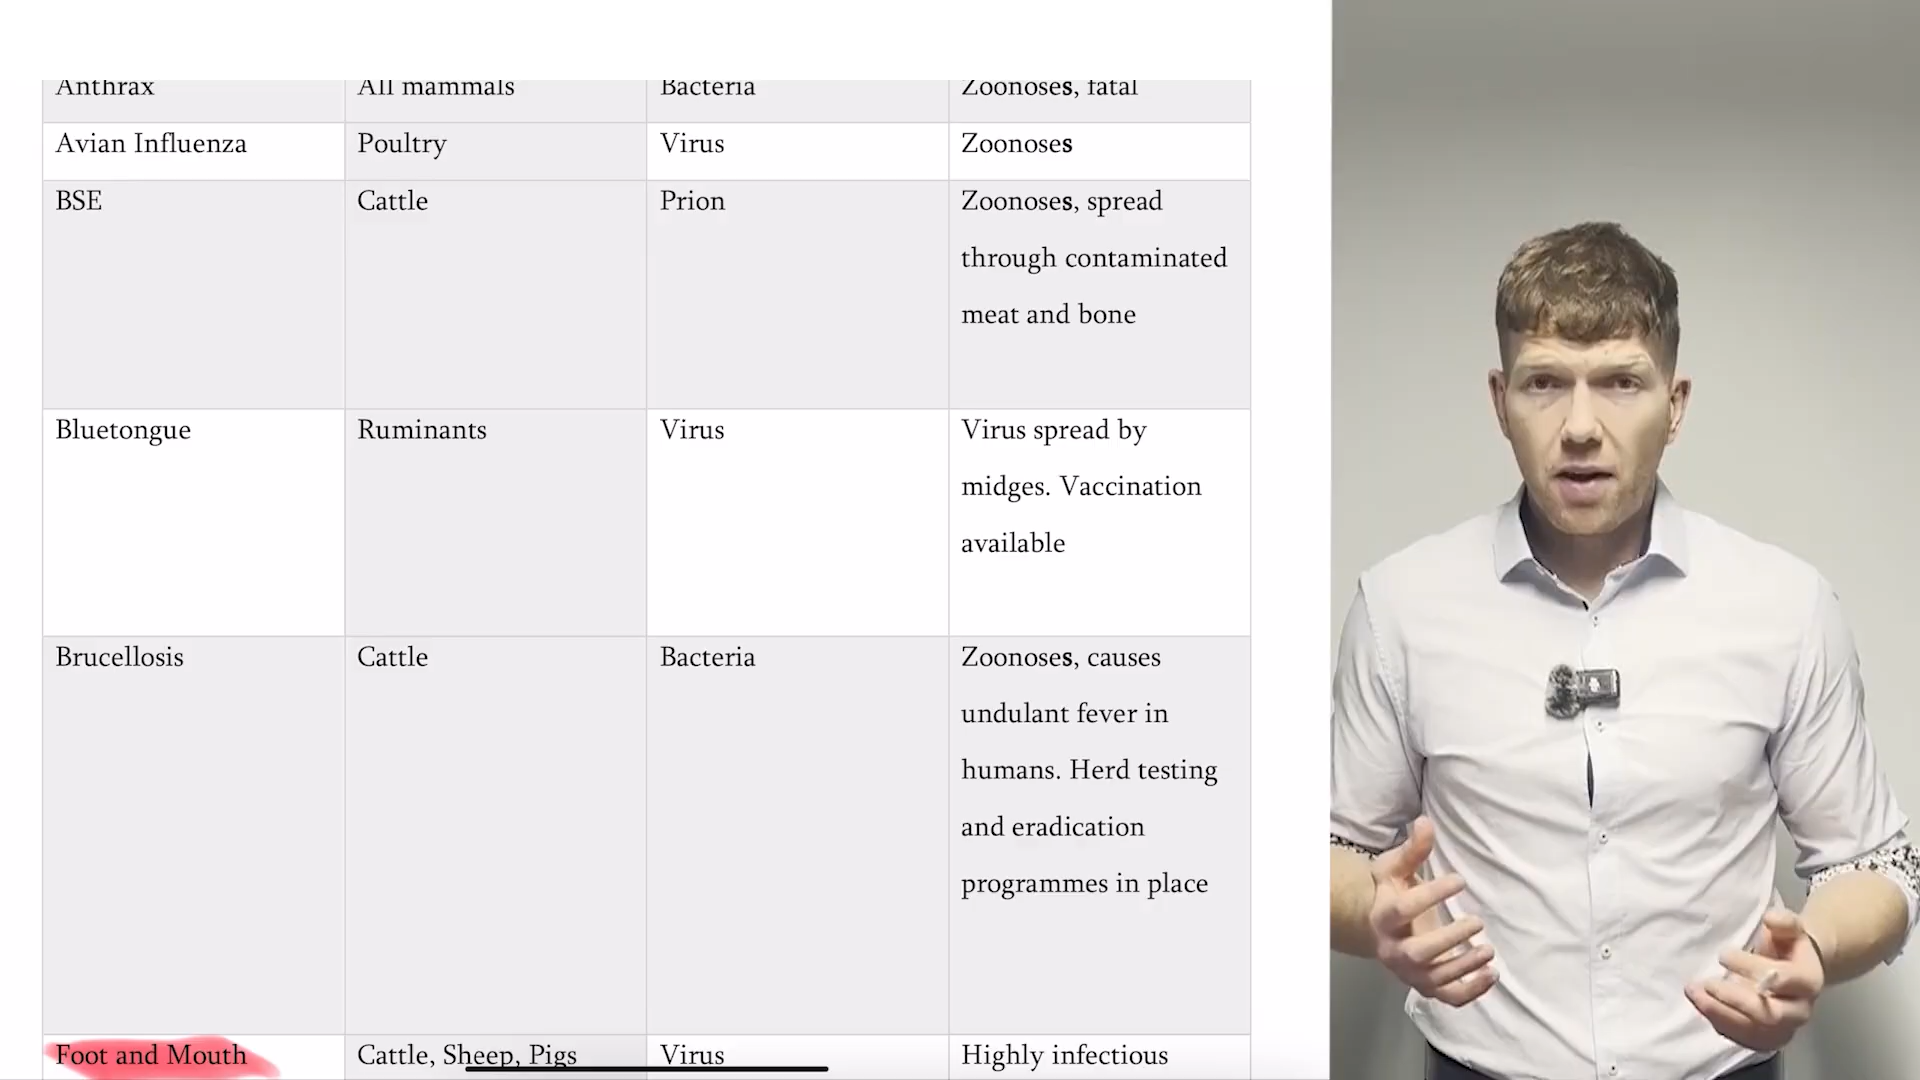 Anthrax All mammals Bacteria Zoonoses, fatal
Avian Influenza Poultry Virus Zoonoses
BSE Cattle Prion Zoonoses, spread
through contaminated
meat and bone
Bluetongue Ruminants Virus Virus spread by
midges. Vaccination
available
Brucellosis Cattle Bacteria Zoonoses, causes
undulant fever in
humans. Herd testing
and eradication
programmes in place
Foot and Mouth Cattle, Sheep, Pigs Virus Highly infectious